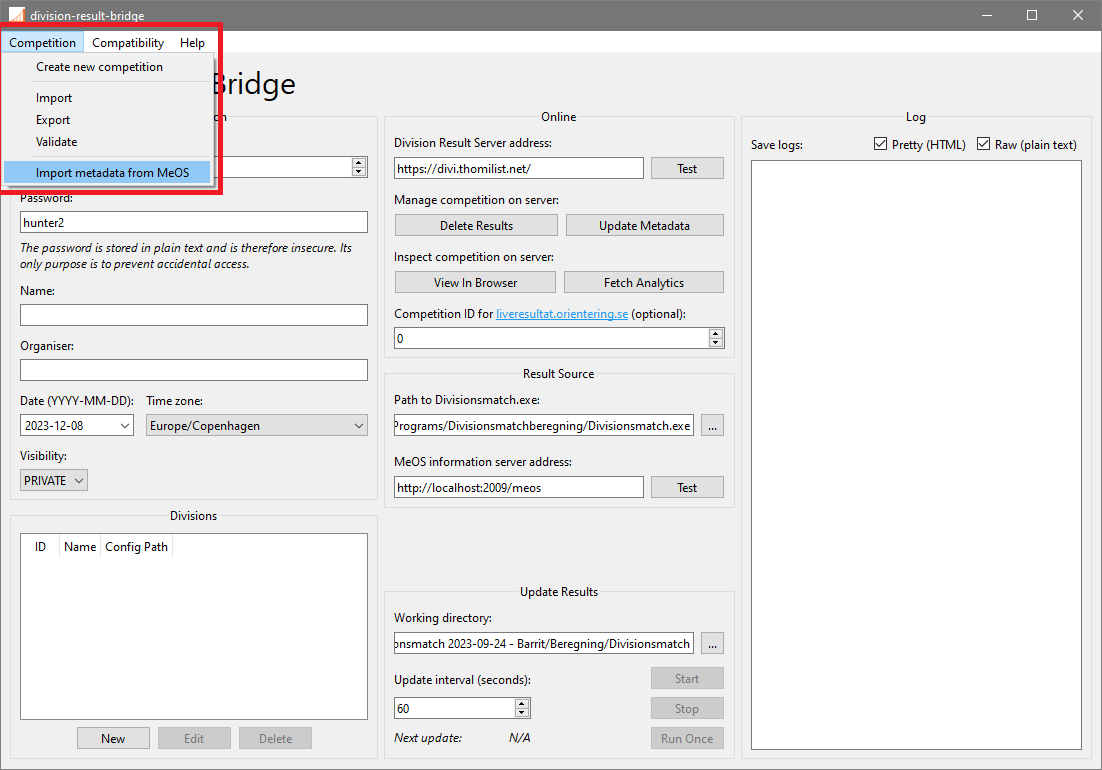 division-result-bridge
Competition Compatibility Help
Create new competition
Import
Export
Validate
Import metadata from MeOS
Bridge
Password:
hunter2
The password is stored in plain text and is therefore insecure. Its
only purpose is to prevent accidental access.
Name:
Organiser:
Date (YYYY-MM-DD): Time zone:
2023-12-08 Europe/Copenhagen
Visibility:
PRIVATE
Divisions
ID Name Config Path
New Edit Delete
Online
Division Result Server address:
https://divi.thomilist.net/ Test
Manage competition on server:
Delete Results Update Metadata
Inspect competition on server:
View In Browser Fetch Analytics
Competition ID for liveresultat.orientering.se (optional):
0
Result Source
Path to Divisionsmatch.exe:
Programs/Divisionsmatchberegning/Divisionsmatch.exe ...
MeOS information server address:
http://localhost:2009/meos Test
Update Results
Working directory:
onsmatch 2023-09-24 - Barrit/Beregning/Divisionsmatch ...
Update interval (seconds): Start
60 Stop
Next update: N/A Run Once
Log
Save logs: Pretty (HTML) Raw (plain text)